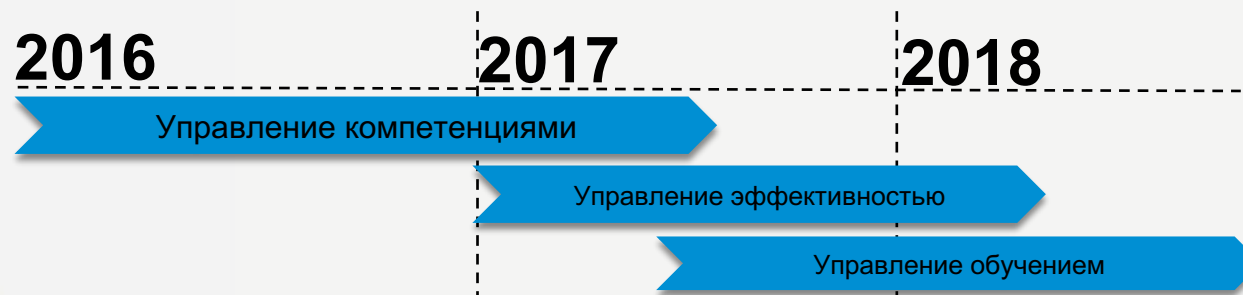 2016 2017 2018
Управление компетенциями
Управление эффективностью
Управление обучением